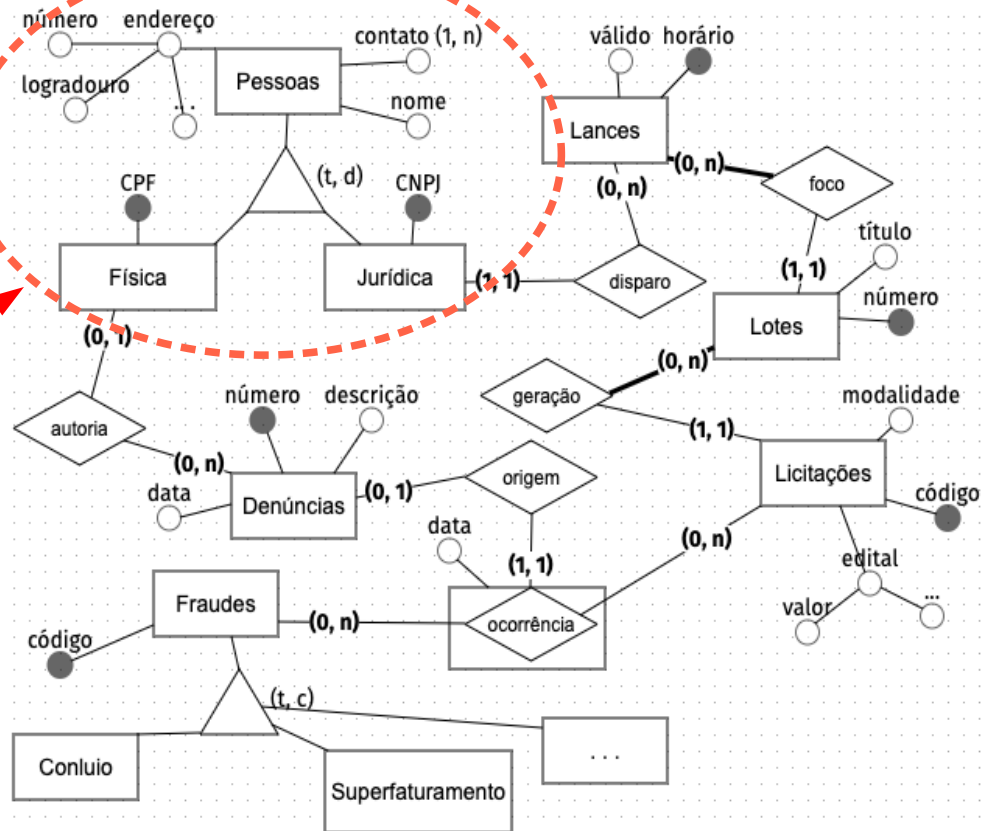 número
endereço
contato (1, n)
logradouro
. . .
Pessoas
nome
válido
horário
Lances
(0, n)
(0, n)
foco
(t, d)
CPF
CNPJ
Física
Jurídica
(1, 1)
disparo
(1, 1)
título
número
Lotes
(0, 1)
(0, n)
geração
modalidade
(1, 1)
autoria
número
descrição
(0, n)
data
Denúncias
(0, 1)
origem
Licitações
código
data
(0, n)
(1, 1)
edital
valor
...
Fraudes
(0, n)
ocorrência
código
(t, c)
Conluio
Superfaturamento
. . .